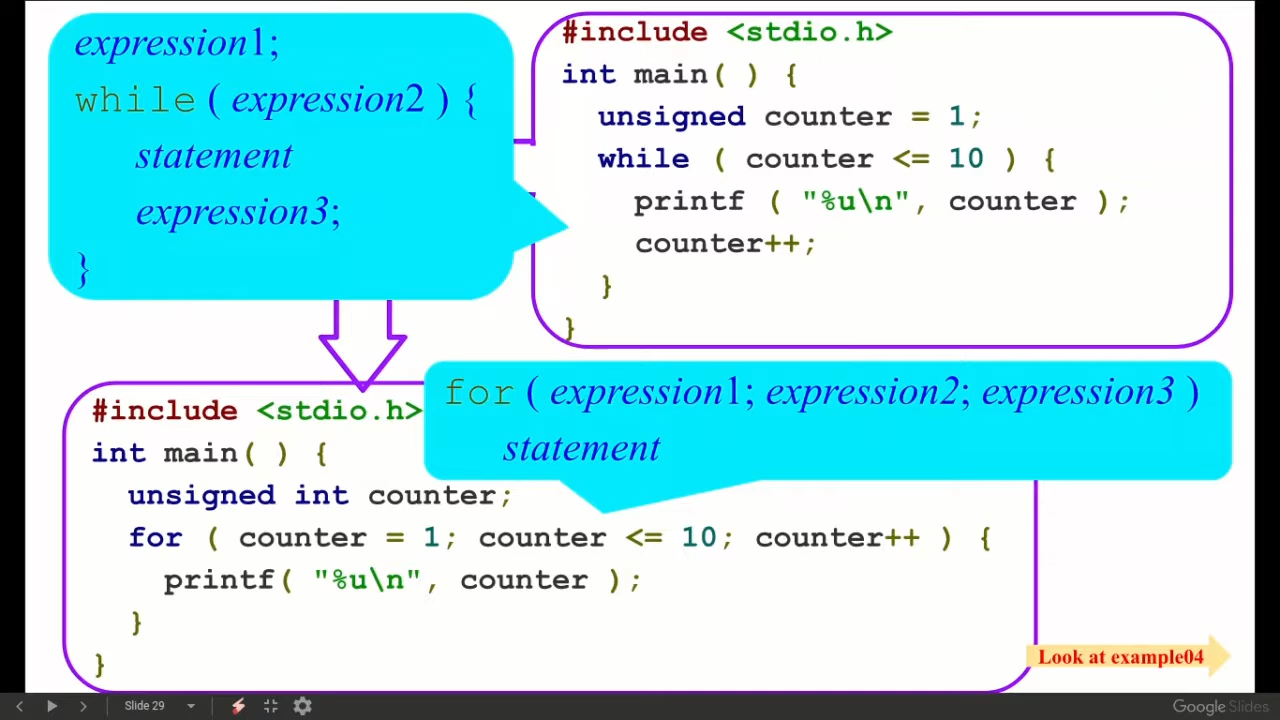 expression1;
while ( expression2 ) {
statement
expression3;
}
#include <stdio.h>
int main( ) {
unsigned counter = 1;
while ( counter <= 10 ) {
printf ( "%u\n", counter );
counter++;
}
}
for ( expression1; expression2; expression3 )
statement
#include <stdio.h>
int main( ) {
unsigned int counter;
for ( counter = 1; counter <= 10; counter++ ) {
printf( "%u\n", counter );
}
}
Look at example04
Slide 29
Google Slides